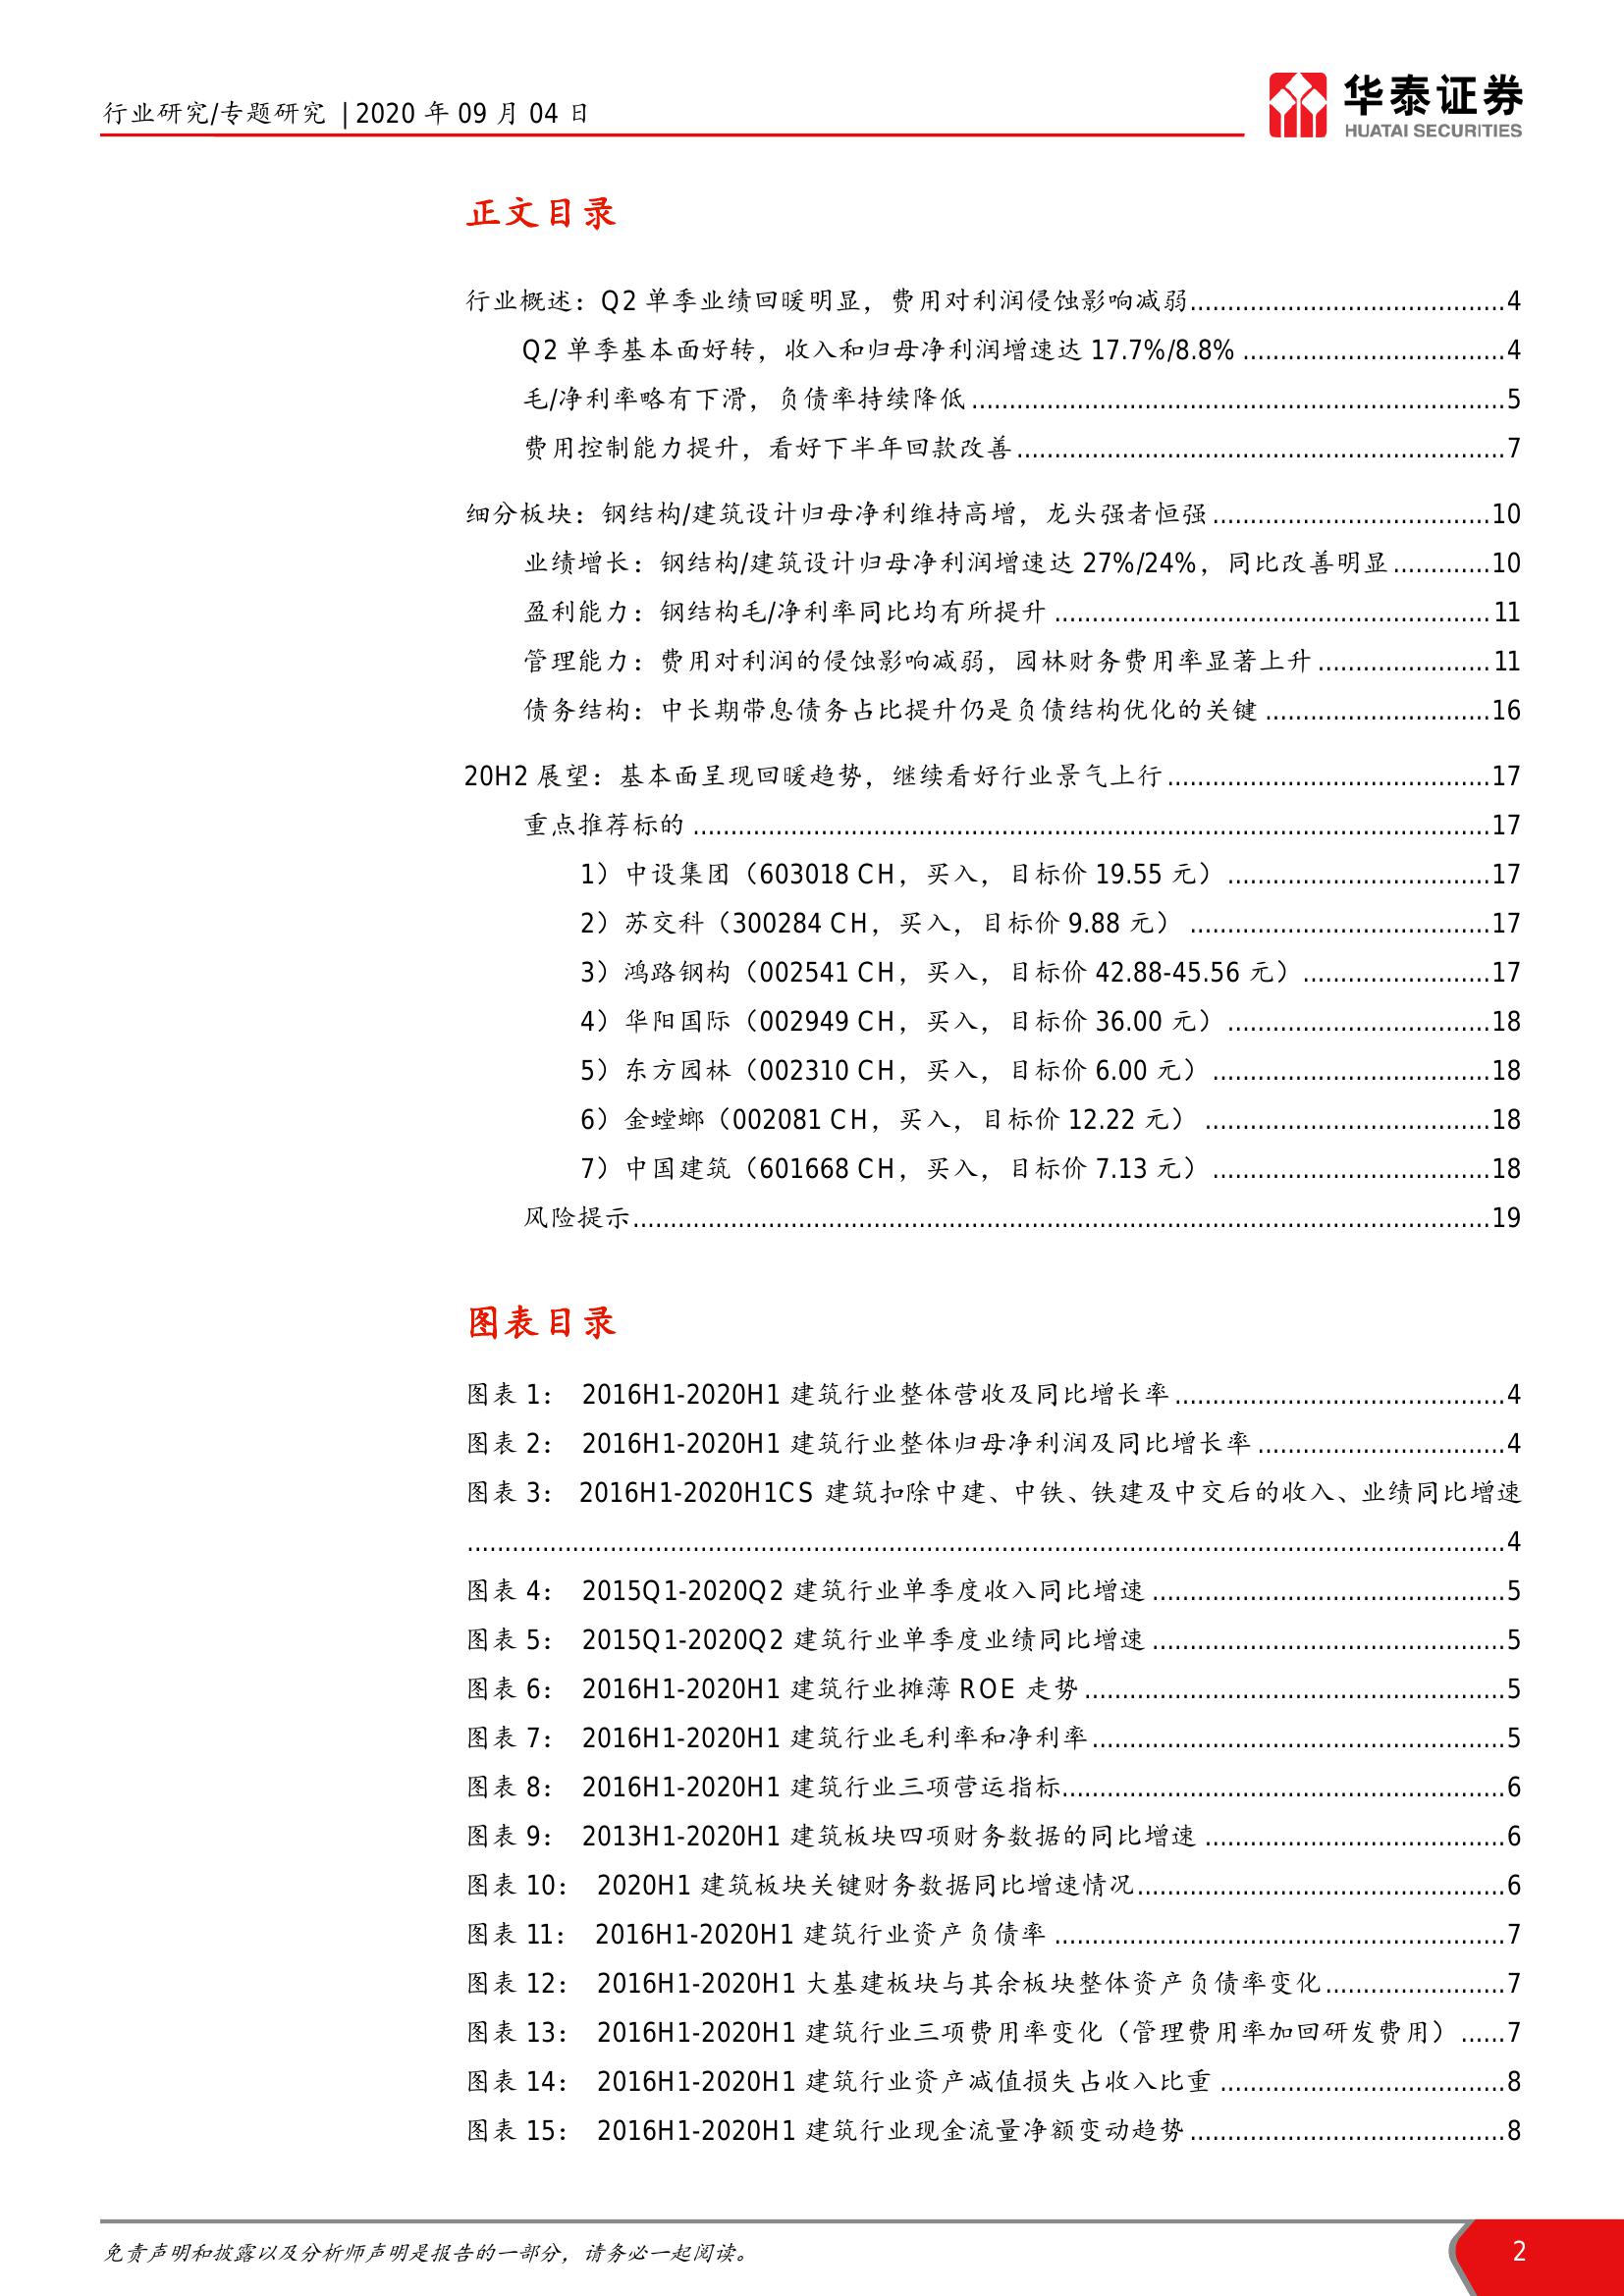 行业研究/专题研究 | 2020 年 09 月 04 日
华泰证券
HUATAI SECURITIES
正文目录
行业概述：Q2 单季业绩回暖明显，费用对利润侵蚀影响减弱....................4
Q2 单季基本面好转，收入和归母净利润增速达 17.7%/8.8%....................4
毛/净利率略有下滑，负债率持续降低....................5
费用控制能力提升，看好下半年回款改善....................7
细分板块：钢结构/建筑设计归母净利维持高增，龙头强者恒强....................10
业绩增长：钢结构/建筑设计归母净利润增速达 27%/24%，同比改善明显....................10
盈利能力：钢结构毛/净利率同比均有所提升....................11
管理能力：费用对利润的侵蚀影响减弱，园林财务费用率显著上升....................11
债务结构：中长期带息债务占比提升仍是负债结构优化的关键....................16
20H2 展望：基本面呈现回暖趋势，继续看好行业景气上行....................17
重点推荐标的....................17
1）中设集团（603018 CH，买入，目标价 19.55 元）....................17
2）苏交科（300284 CH，买入，目标价 9.88 元）....................17
3）鸿路钢构（002541 CH，买入，目标价 42.88-45.56 元）....................17
4）华阳国际（002949 CH，买入，目标价 36.00 元）....................18
5）东方园林（002310 CH，买入，目标价 6.00 元）....................18
6）金螳螂（002081 CH，买入，目标价 12.22 元）....................18
7）中国建筑（601668 CH，买入，目标价 7.13 元）....................18
风险提示....................19
图表目录
图表 1： 2016H1-2020H1 建筑行业整体营收及同比增长率....................4
图表 2： 2016H1-2020H1 建筑行业整体归母净利润及同比增长率....................4
图表 3： 2016H1-2020H1CS 建筑扣除中建、中铁、铁建及中交后的收入、业绩同比增速
....................4
图表 4： 2015Q1-2020Q2 建筑行业单季度收入同比增速....................5
图表 5： 2015Q1-2020Q2 建筑行业单季度业绩同比增速....................5
图表 6： 2016H1-2020H1 建筑行业摊薄 ROE 走势....................5
图表 7： 2016H1-2020H1 建筑行业毛利率和净利率....................5
图表 8： 2016H1-2020H1 建筑行业三项营运指标....................6
图表 9： 2013H1-2020H1 建筑板块四项财务数据的同比增速....................6
图表 10： 2020H1 建筑板块关键财务数据同比增速情况....................6
图表 11： 2016H1-2020H1 建筑行业资产负债率....................7
图表 12： 2016H1-2020H1 大基建板块与其余板块整体资产负债率变化....................7
图表 13： 2016H1-2020H1 建筑行业三项费用率变化（管理费用率加回研发费用）......7
图表 14： 2016H1-2020H1 建筑行业资产减值损失占收入比重....................8
图表 15： 2016H1-2020H1 建筑行业现金流量净额变动趋势....................8
免责声明和披露以及分析师声明是报告的一部分，请务必一起阅读。
2